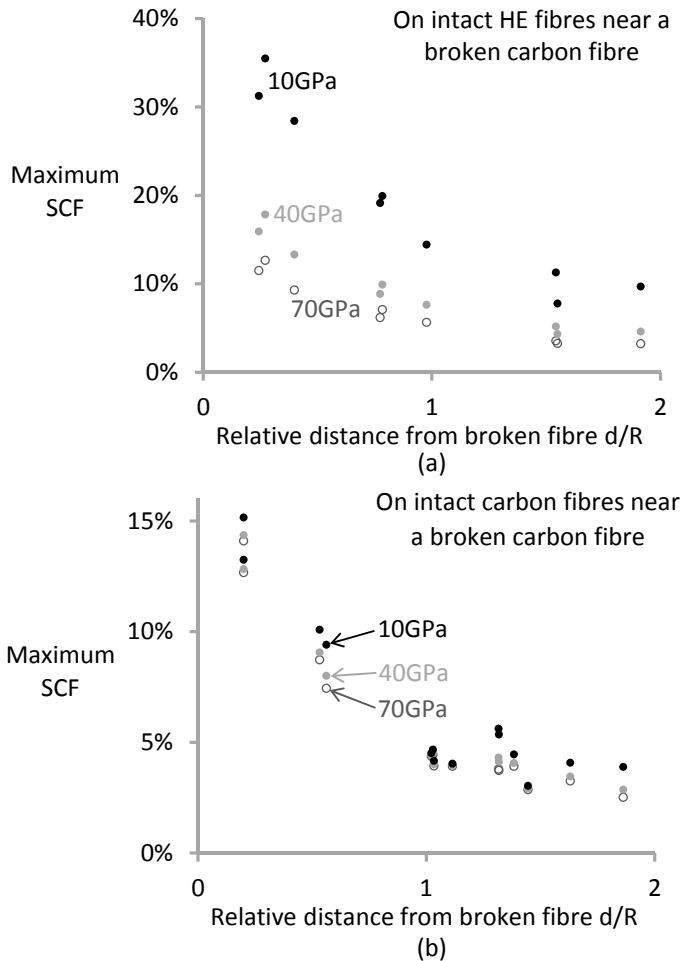 On intact HE fibres near a
broken carbon fibre
40%
30%
20%
10%
0%
Maximum
SCF
10GPa
40GPa
70GPa
0
1
2
Relative distance from broken fibre d/R
(a)
On intact carbon fibres near
a broken carbon fibre
15%
10%
5%
0%
Maximum
SCF
10GPa
40GPa
70GPa
0
1
2
Relative distance from broken fibre d/R
(b)